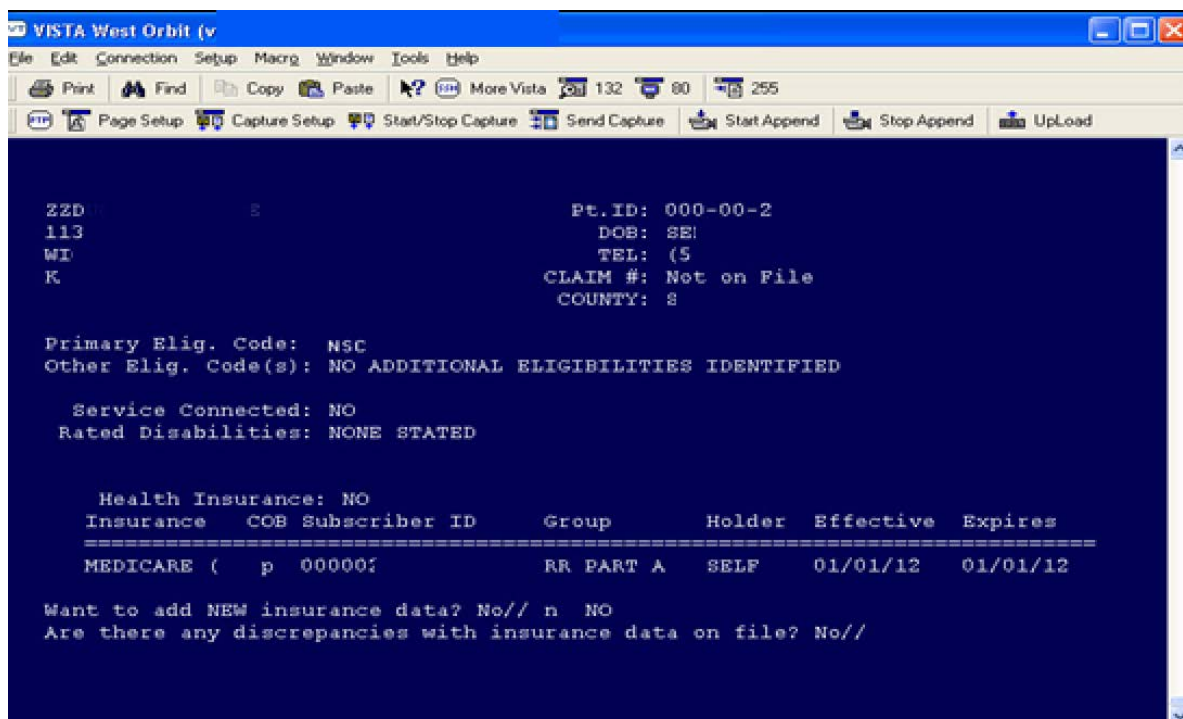 VISTA West Orbit (v
File Edit Connection Setup Macro Window Tools Help
Print Find Copy Paste More Vista 132 80 255
Page Setup Capture Setup Start/Stop Capture Send Capture Start Append Stop Append UpLoad
ZZD Pt.ID: 000-00-2
113 DOB:
WI TEL: (5
K CLAIM #: Not on File
COUNTY:
Primary Elig. Code: NSC
Other Elig. Code(s): NO ADDITIONAL ELIGIBILITIES IDENTIFIED
Service Connected: NO
Rated Disabilities: NONE STATED
Health Insurance: NO
Insurance COB Subscriber ID Group Holder Effective Expires
MEDICARE ( p RR PART A SELF 01/01/12 01/01/12
Want to add NEW insurance data? No// n NO
Are there any discrepancies with insurance data on file? No//